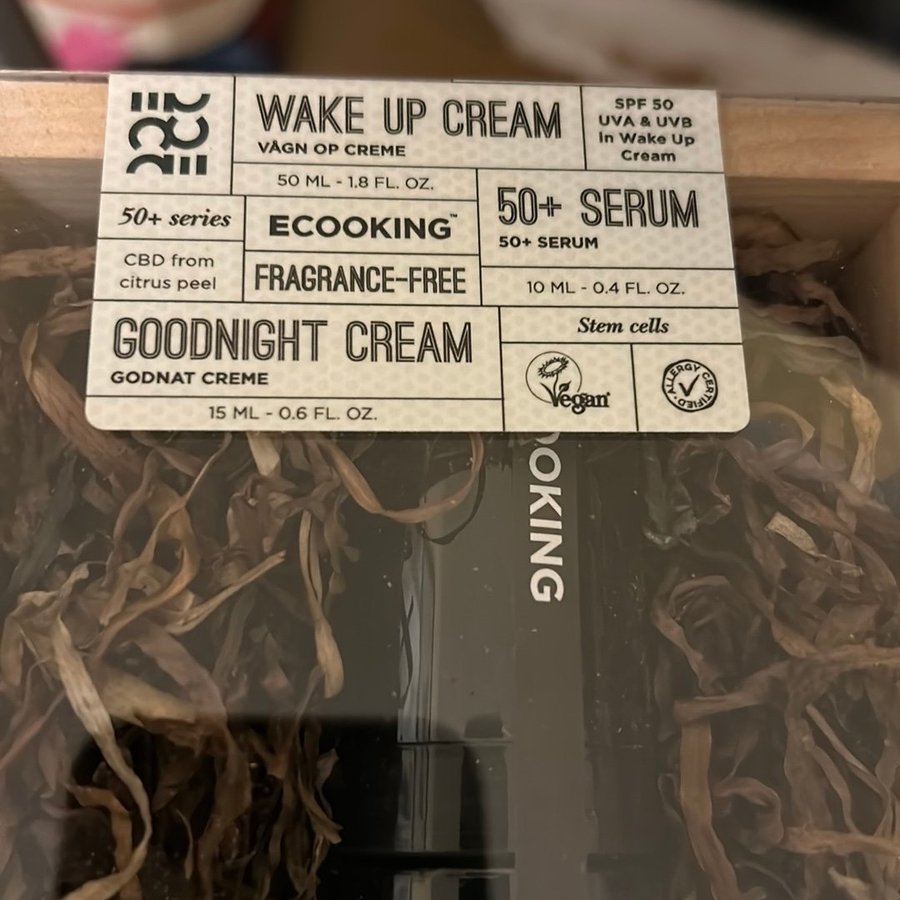 WAKE UP CREAM
VÅGN OP CREME
50 ML - 1.8 FL. OZ.
SPF 50
UVA & UVB
In Wake Up
Cream
50+ series
ECOOKING™
50+ SERUM
50+ SERUM
CBD from
citrus peel
FRAGRANCE-FREE
10 ML - 0.4 FL. OZ.
GOODNIGHT CREAM
GODNAT CREME
15 ML - 0.6 FL. OZ.
Stem cells
Vegan
ALLERGY CERTIFIED
OOKING